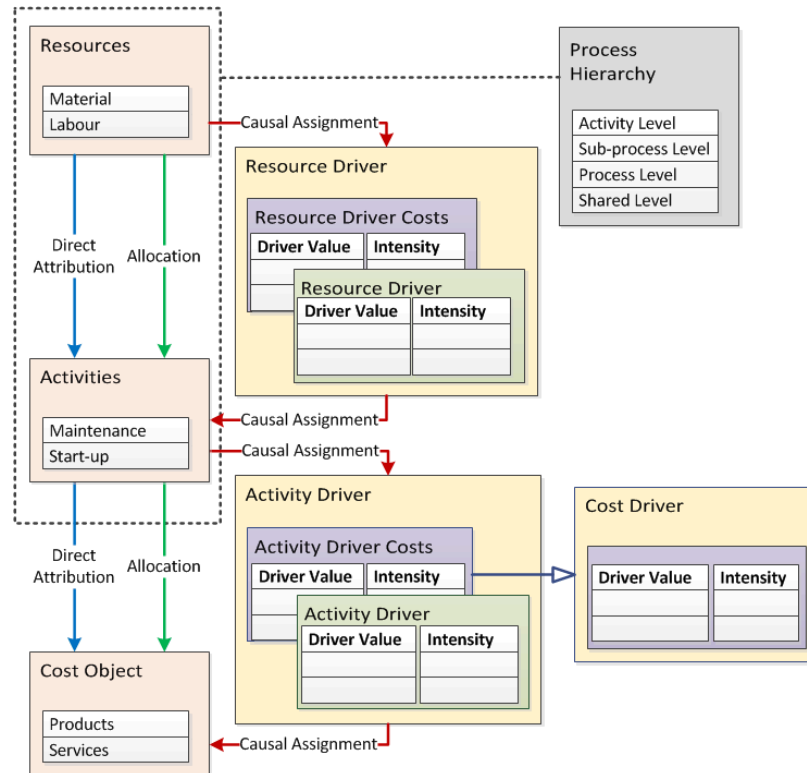 Resources
Material
Labour
Process
Hierarchy
Activity Level
Sub-process Level
Process Level
Shared Level
Causal Assignment
Resource Driver
Resource Driver Costs
Driver Value Intensity
Resource Driver
Driver Value Intensity
Direct
Attribution
Allocation
Activities
Maintenance
Start-up
Causal Assignment
Causal Assignment
Activity Driver
Activity Driver Costs
Driver Value Intensity
Activity Driver
Driver Value Intensity
Cost Driver
Driver Value Intensity
Direct
Attribution
Allocation
Cost Object
Products
Services
Causal Assignment